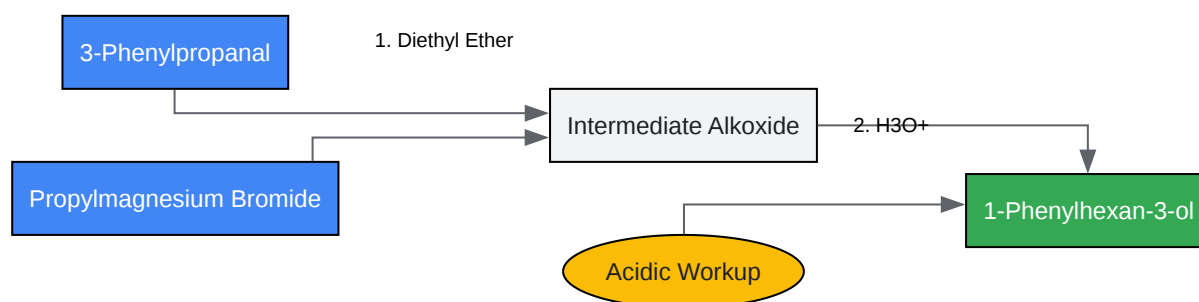 3-Phenylpropanal
1. Diethyl Ether
Intermediate Alkoxide
2. H3O+
Propylmagnesium Bromide
1-Phenylhexan-3-ol
Acidic Workup